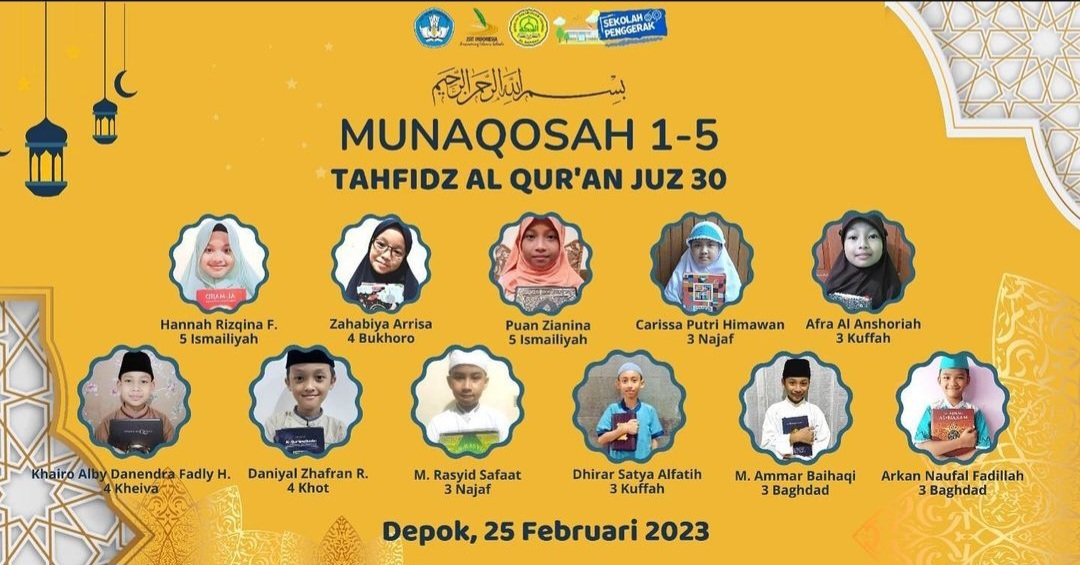 JSIT INDONESIA
SEKOLAH
PENGGERAK
بسم الله الرحمن الرحيم
MUNAQOSAH 1-5
TAHFIDZ AL QUR'AN JUZ 30
Hannah Rizqina F.
5 Ismailiyah
Zahabiya Arrisa
4 Bukhoro
Puan Zianina
5 Ismailiyah
Carissa Putri Himawan
3 Najaf
Afra Al Anshoriah
3 Kuffah
Khairo Alby Danendra Fadly H.
4 Kheiva
Daniyal Zhafran R.
4 Khot
M. Rasyid Safaat
3 Najaf
Dhirar Satya Alfatih
3 Kuffah
M. Ammar Baihaqi
3 Baghdad
Arkan Naufal Fadillah
3 Baghdad
Depok, 25 Februari 2023